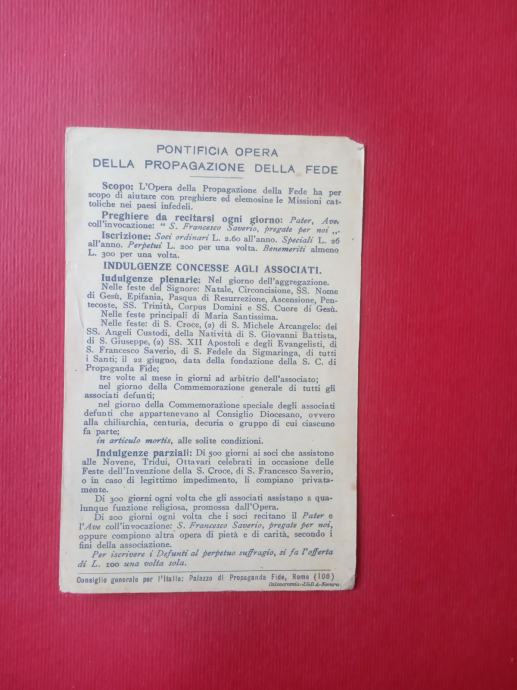 PONTIFICIA OPERA
DELLA PROPAGAZIONE DELLA FEDE
Scopo: L'Opera della Propagazione della Fede ha per
scopo di aiutare con preghiere ed elemosine le Missioni cat-
toliche nei paesi infedeli.
Preghiere da recitarsi ogni giorno: Pater, Ave,
coll'invocazione: " S. Francesco Saverio, pregate per noi „.
Iscrizione: Soci ordinari L. 2.60 all'anno. Speciali L. 26
all'anno. Perpetui L. 200 per una volta. Benemeriti almeno
L. 300 per una volta.
INDULGENZE CONCESSE AGLI ASSOCIATI.
Iudulgenze plenarie: Nel giorno dell'aggregazione.
Nelle feste del Signore: Natale, Circoncisione, SS. Nome
di Gesù, Epifania, Pasqua di Resurrezione, Ascensione, Pen-
tecoste, SS. Trinità, Corpus Domini e SS. Cuore di Gesù.
Nelle feste principali di Maria Santissima.
Nelle feste: di S. Croce, (2) di S. Michele Arcangelo: dei
SS. Angeli Custodi, della Natività di S. Giovanni Battista,
di S. Giuseppe, (2) SS. XII Apostoli e degli Evangelisti, di
S. Francesco Saverio, di S. Fedele da Sigmaringa, di tutti
i Santi; il 22 giugno, data della fondazione della S. C. di
Propaganda Fide;
tre volte al mese in giorni ad arbitrio dell'associato;
nel giorno della Commemorazione generale di tutti gli
associati defunti;
nel giorno della Commemorazione speciale degli associati
defunti che appartenevano al Consiglio Diocesano, ovvero
alla chiliarchia, centuria, decuria o gruppo di cui ciascuno
fa parte;
in articulo mortis, alle solite condizioni.
Indulgenze parziali: Di 500 giorni ai soci che assistono
alle Novene, Tridui, Ottavari celebrati in occasione delle
Feste dell'Invenzione della S. Croce, di S. Francesco Saverio,
o in caso di legittimo impedimento, li compiano privata-
mente.
Di 300 giorni ogni volta che gli associati assistano a qua-
lunque funzione religiosa, promossa dall'Opera.
Di 200 giorni ogni volta che i soci recitano il Pater e
l'Ave coll'invocazione: S. Francesco Saverio, pregate per noi,
oppure compiano altra opera di pietà e di carità, secondo i
fini della associazione.
Per iscrivere i Defunti al perpetuo suffragio, si fa l'offerta
di L. 100 una volta sola.
Consiglio generale per l'Italia: Palazzo di Propaganda Fide, Roma (106)